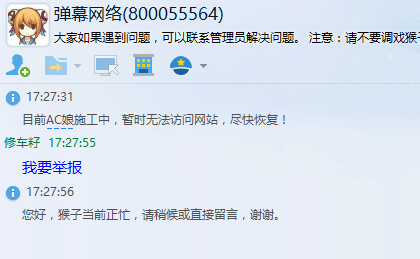 弹幕网络(800055564)
大家如果遇到问题，可以联系管理员解决问题。 注意：请不要调戏猴子
17:27:31
目前AC娘施工中，暂时无法访问网站，尽快恢复！
修车籽 17:27:55
我要举报
17:27:56
您好，猴子当前正忙，请稍候或直接留言，谢谢。